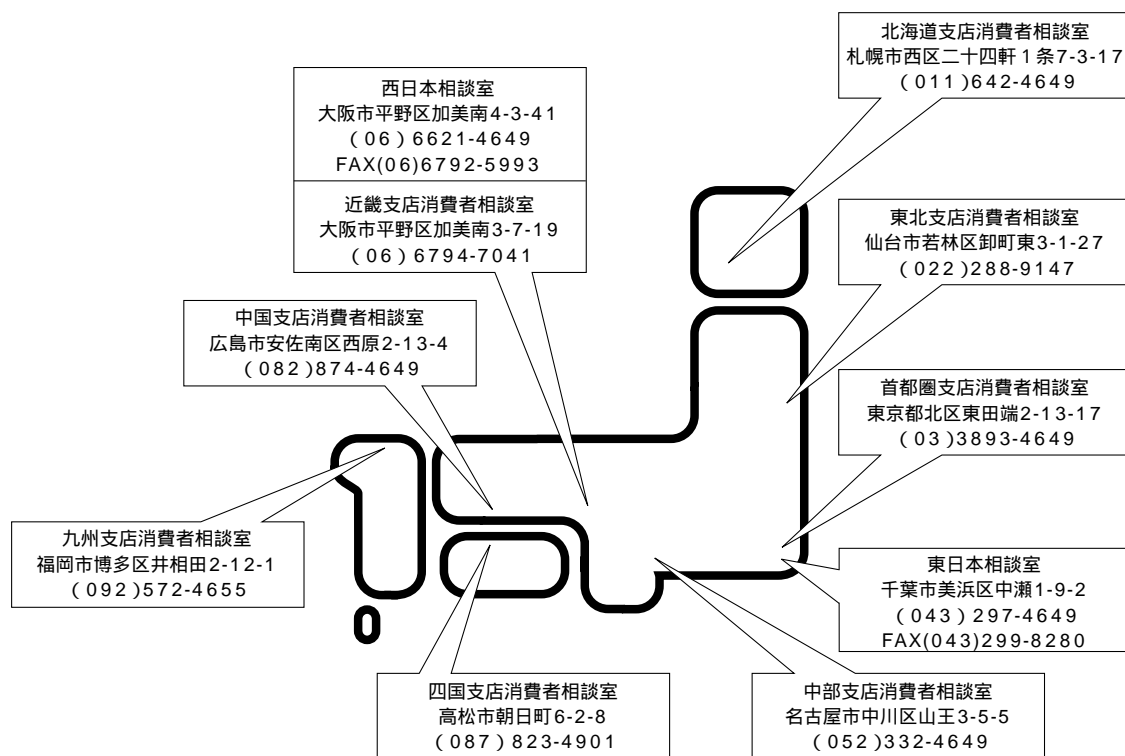 北海道支店消費者相談室
札幌市西区二十四軒1条7-3-17
(011)642-4649
西日本相談室
大阪市平野区加美南4-3-41
(06)6621-4649
FAX(06)6792-5993
近畿支店消費者相談室
大阪市平野区加美南3-7-19
(06)6794-7041
東北支店消費者相談室
仙台市若林区卸町東3-1-27
(022)288-9147
中国支店消費者相談室
広島市安佐南区西原2-13-4
(082)874-4649
首都圏支店消費者相談室
東京都北区東田端2-13-17
(03)3893-4649
九州支店消費者相談室
福岡市博多区井相田2-12-1
(092)572-4655
東日本相談室
千葉市美浜区中瀬1-9-2
(043)297-4649
FAX(043)299-8280
四国支店消費者相談室
高松市朝日町6-2-8
(087)823-4901
中部支店消費者相談室
名古屋市中川区山王3-5-5
(052)332-4649